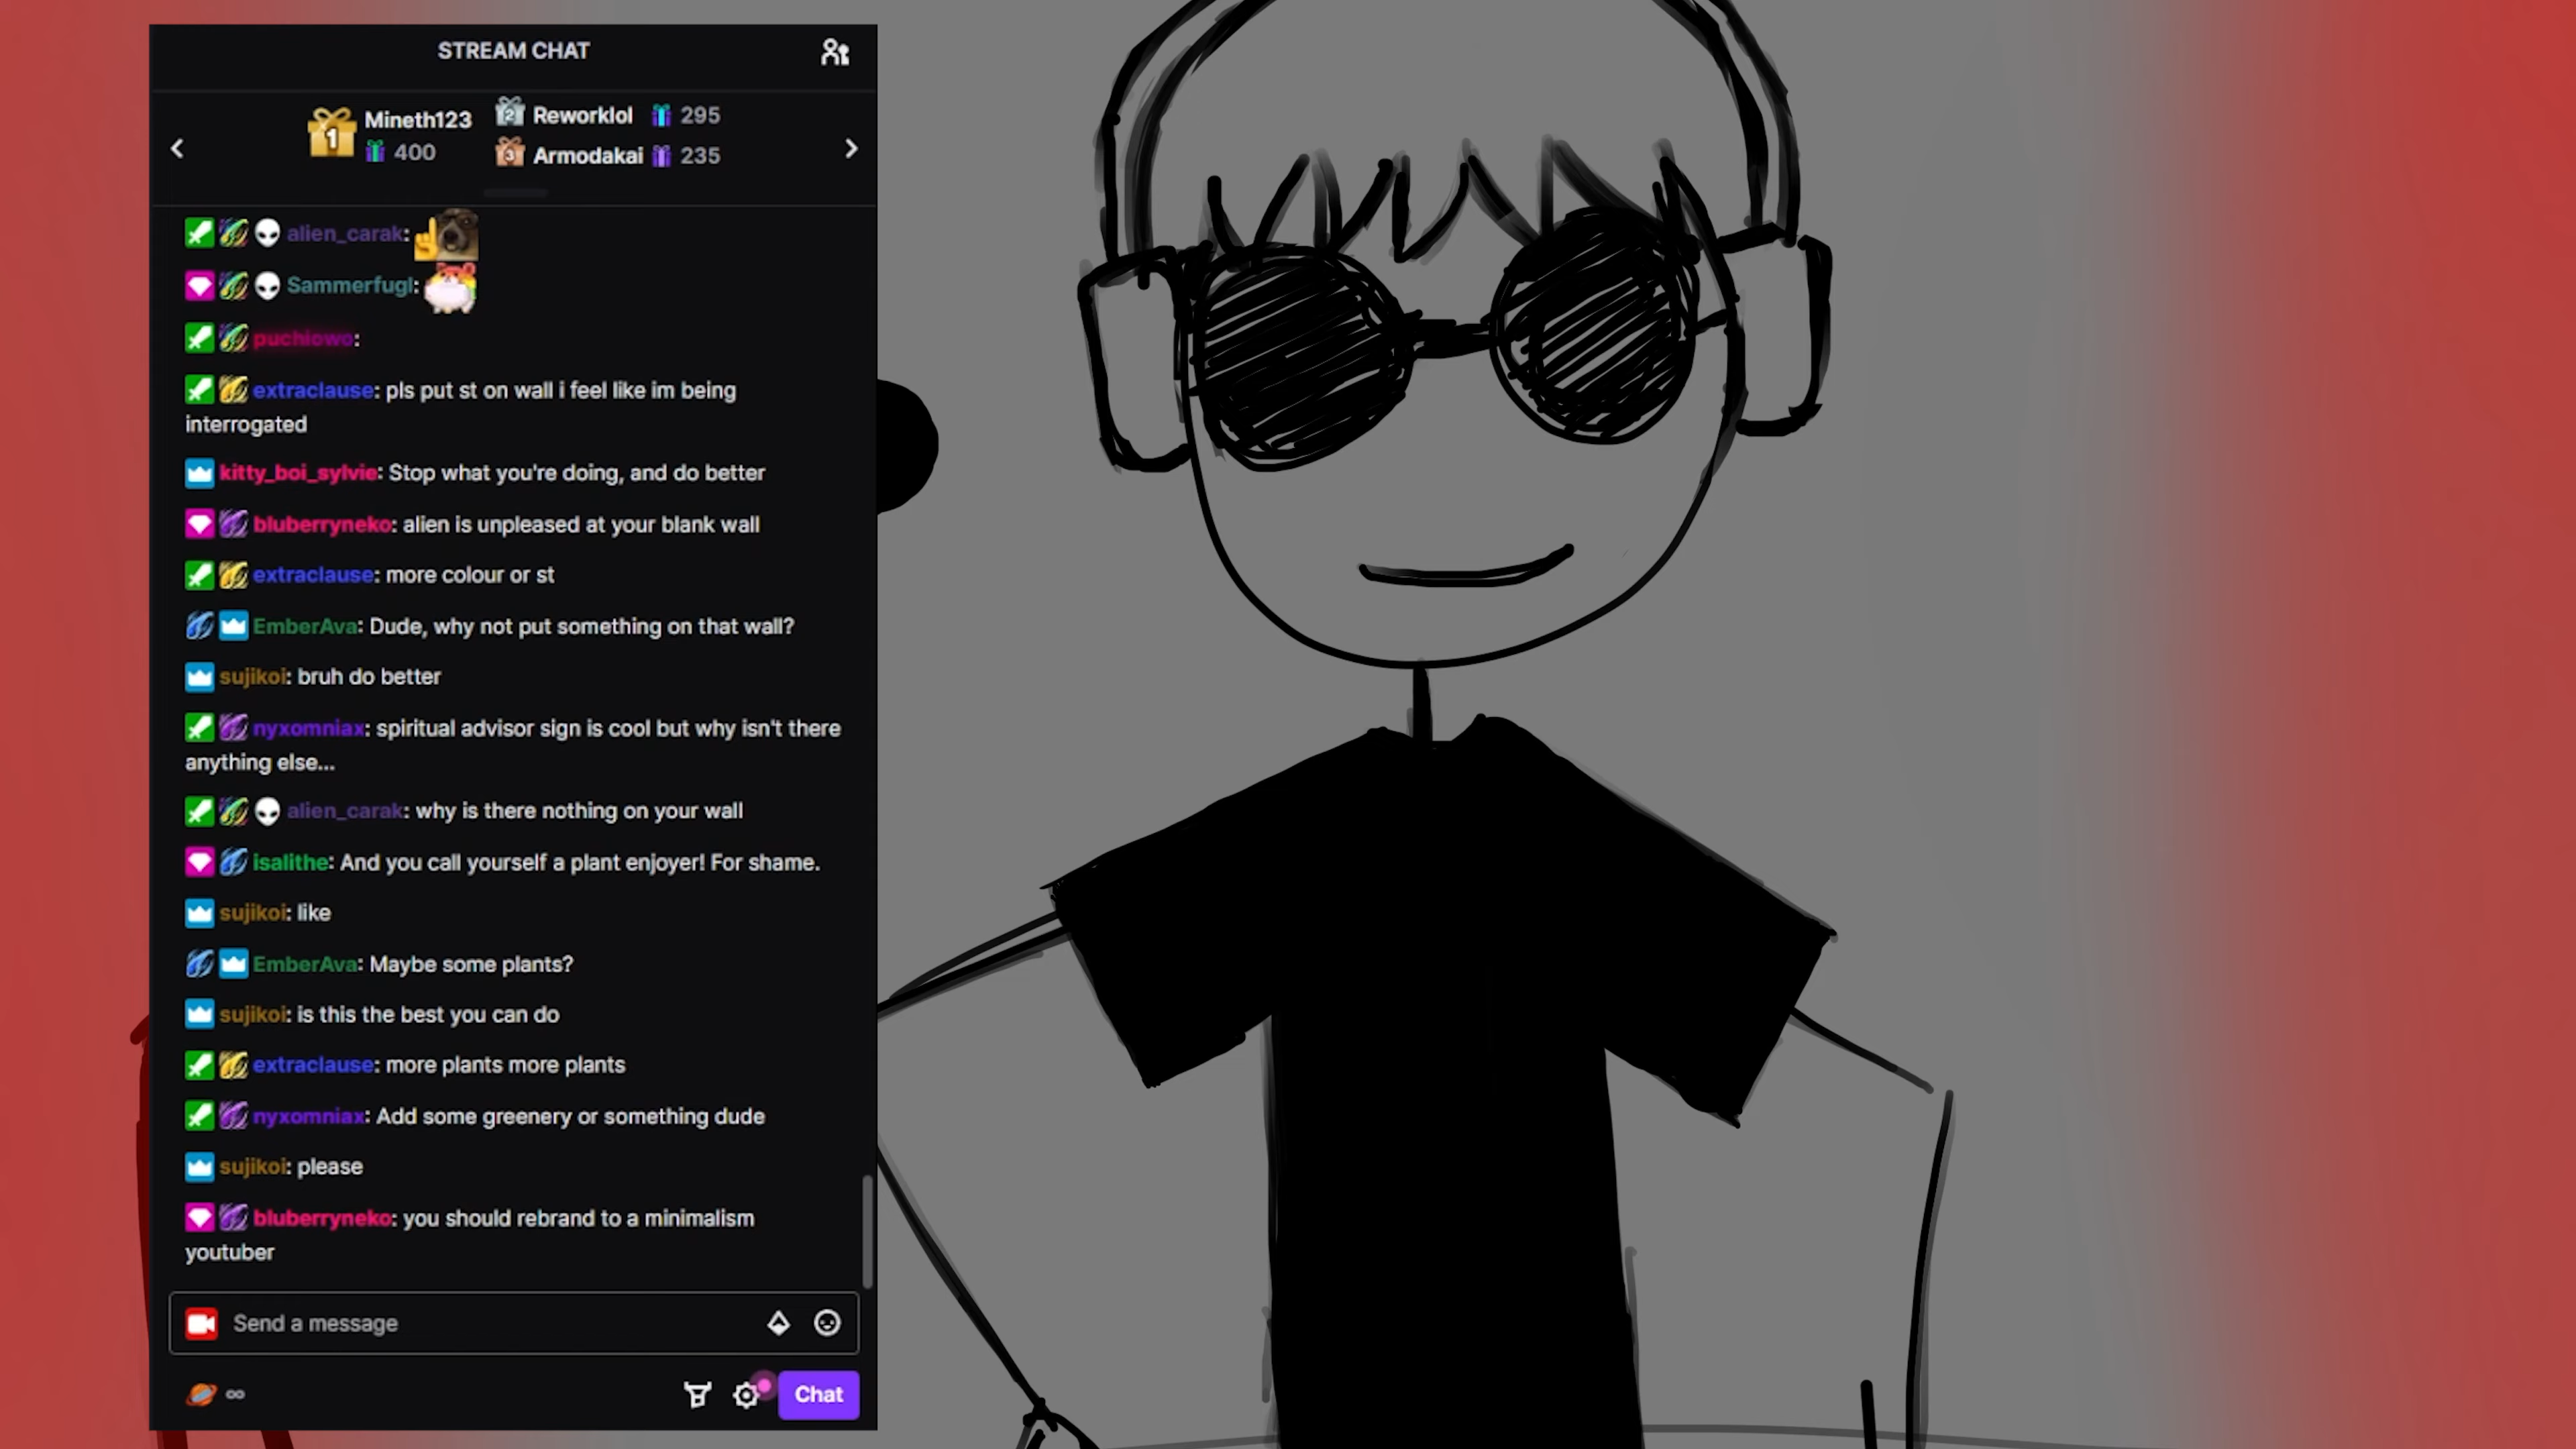 STREAM CHAT
Mineth123
400
Reworklol 295
Armodakai 235
alien_carak:
Sammerfugl:
puchiowo:
extraclause: pls put st on wall i feel like im being
interrogated
kitty_boi_sylvie: Stop what you're doing, and do better
bluberryneko: alien is unpleased at your blank wall
extraclause: more colour or st
EmberAva: Dude, why not put something on that wall?
sujikoi: bruh do better
nyxomniax: spiritual advisor sign is cool but why isn't there
anything else...
alien_carak: why is there nothing on your wall
isalithe: And you call yourself a plant enjoyer! For shame.
sujikoi: like
EmberAva: Maybe some plants?
sujikoi: is this the best you can do
extraclause: more plants more plants
nyxomniax: Add some greenery or something dude
sujikoi: please
bluberryneko: you should rebrand to a minimalism
youtuber
Send a message
∞
Chat